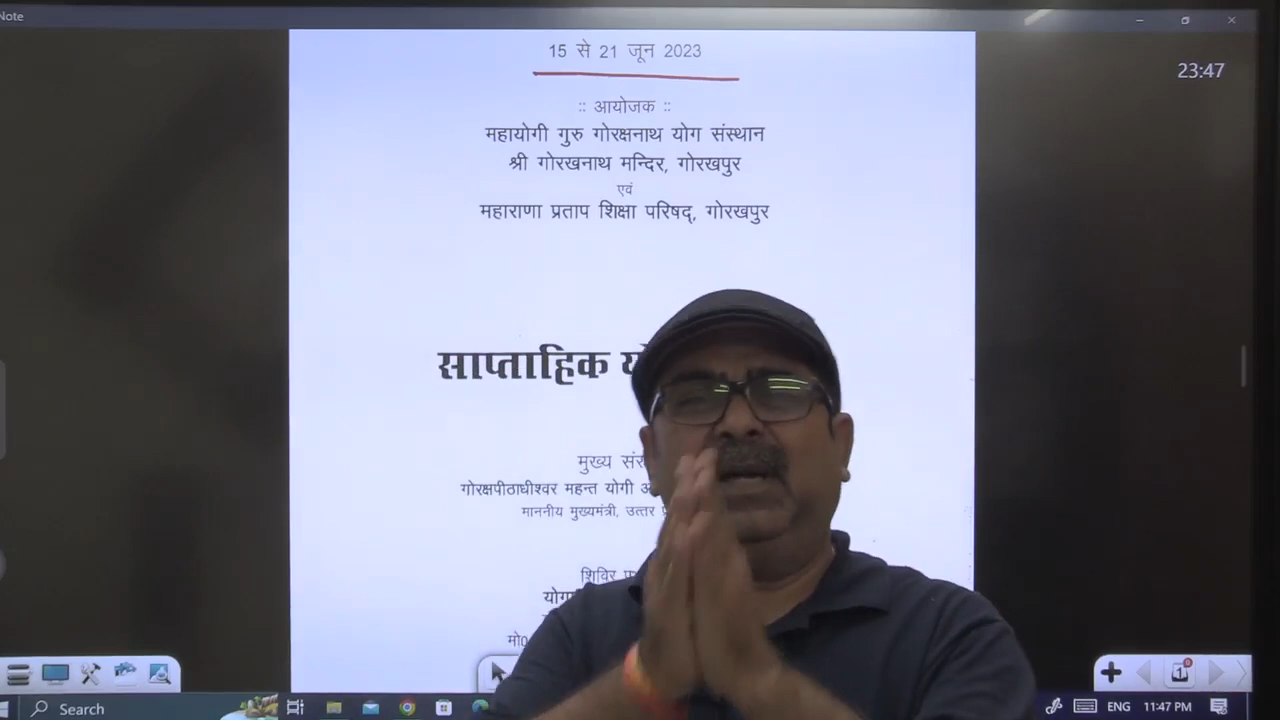 Note
23:47
15 से 21 जून 2023
:: आयोजक ::
महायोगी गुरु गोरक्षनाथ योग संस्थान
श्री गोरखनाथ मन्दिर, गोरखपुर
एवं
महाराणा प्रताप शिक्षा परिषद्, गोरखपुर
साप्ताहिक
मुख्य
गोरक्षपीठाधीश्वर महन्त योगी
माननीय मुख्यमंत्री, उत्तर
शिविर
मो0
Search
ENG 11:47 PM